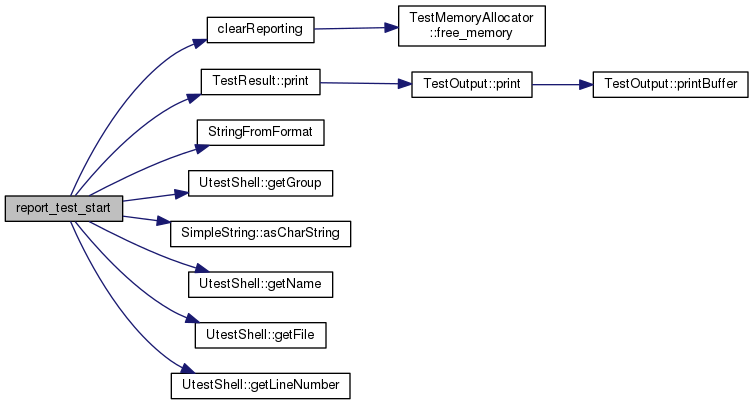 clearReporting
TestMemoryAllocator
::free_memory
TestResult::print
TestOutput::print
TestOutput::printBuffer
StringFromFormat
UtestShell::getGroup
report_test_start
SimpleString::asCharString
UtestShell::getName
UtestShell::getFile
UtestShell::getLineNumber